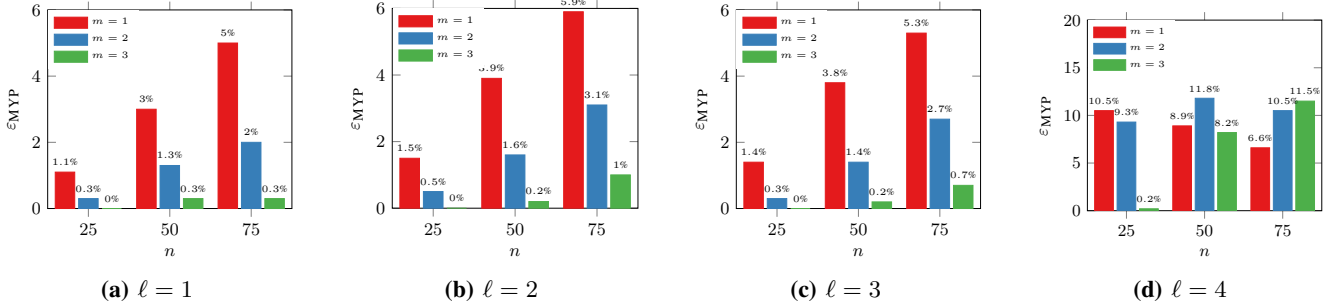 6
4
2
0
ε_MYP
m = 1
m = 2
m = 3
1.1%
0.3%
0%
3%
1.3%
0.3%
5%
2%
0.3%
25
50
75
n
(a) ℓ = 1
6
4
2
0
ε_MYP
m = 1
m = 2
m = 3
1.5%
0.5%
0%
3.9%
1.6%
0.2%
5.9%
3.1%
1%
25
50
75
n
(b) ℓ = 2
6
4
2
0
ε_MYP
m = 1
m = 2
m = 3
1.4%
0.3%
0%
3.8%
1.4%
0.2%
5.3%
2.7%
0.7%
25
50
75
n
(c) ℓ = 3
20
15
10
5
0
ε_MYP
m = 1
m = 2
m = 3
10.5%
9.3%
0.2%
8.9%
11.8%
8.2%
6.6%
10.5%
11.5%
25
50
75
n
(d) ℓ = 4